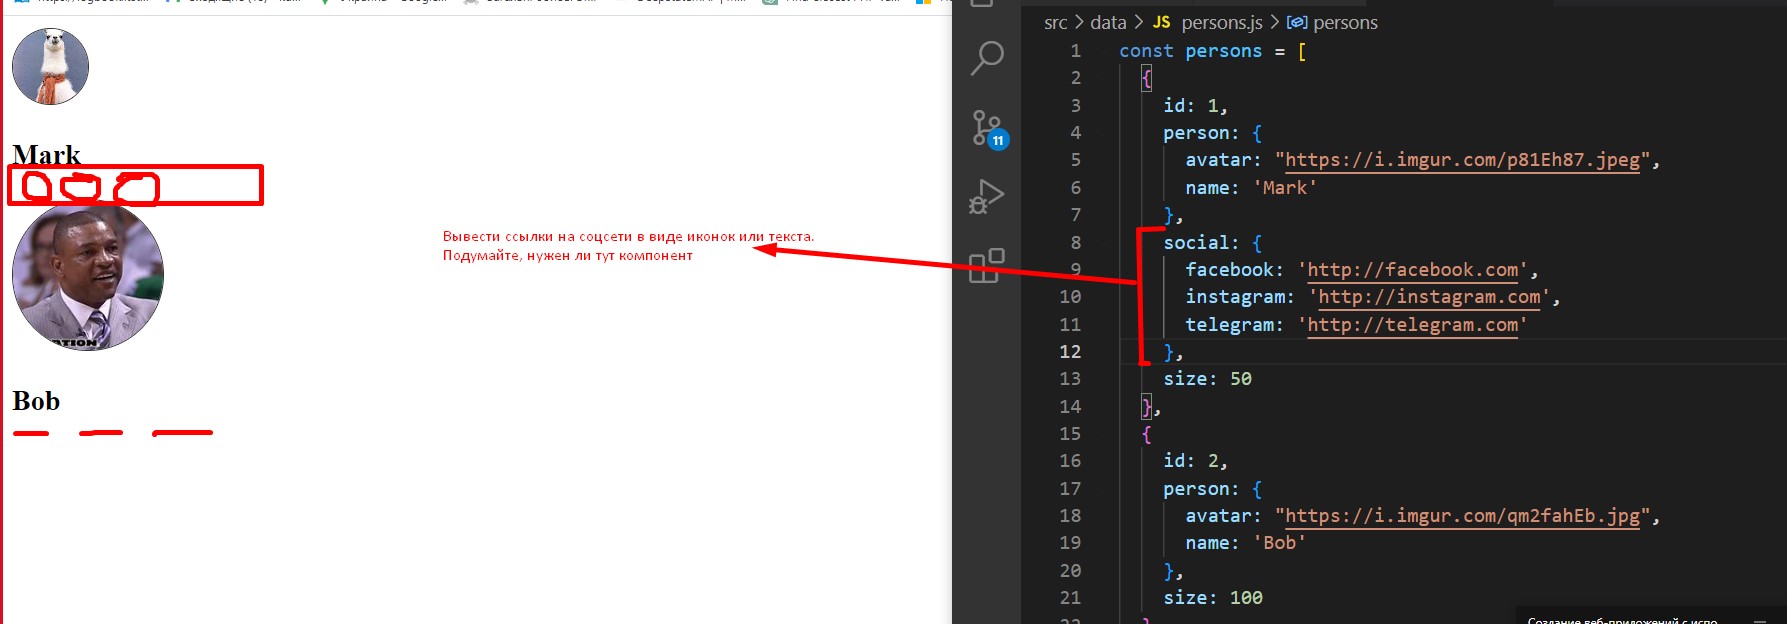 Mark
Вывести ссылки на соцсети в виде иконок или текста.
Подумайте, нужен ли тут компонент
ATION
Bob
11
src > data > JS persons.js > persons
1 const persons = [
2 {
3 id: 1,
4 person: {
5 avatar: "https://i.imgur.com/p81Eh87.jpeg",
6 name: 'Mark'
7 },
8 social: {
9 facebook: 'http://facebook.com',
10 instagram: 'http://instagram.com',
11 telegram: 'http://telegram.com'
12 },
13 size: 50
14 },
15 {
16 id: 2,
17 person: {
18 avatar: "https://i.imgur.com/qm2fahEb.jpg",
19 name: 'Bob'
20 },
21 size: 100
Создание веб-приложений с испо